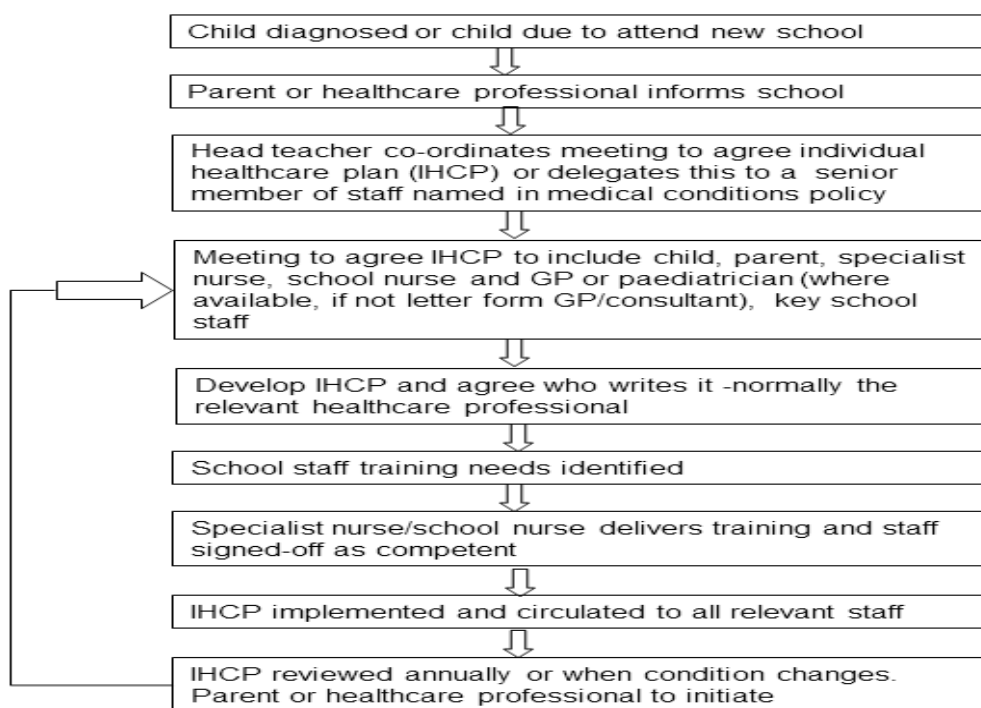 Child diagnosed or child due to attend new school
Parent or healthcare professional informs school
Head teacher co-ordinates meeting to agree individual
healthcare plan (IHCP) or delegates this to a senior
member of staff named in medical conditions policy
Meeting to agree IHCP to include child, parent, specialist
nurse, school nurse and GP or paediatrician (where
available, if not letter form GP/consultant), key school
staff
Develop IHCP and agree who writes it -normally the
relevant healthcare professional
School staff training needs identified
Specialist nurse/school nurse delivers training and staff
signed-off as competent
IHCP implemented and circulated to all relevant staff
IHCP reviewed annually or when condition changes.
Parent or healthcare professional to initiate